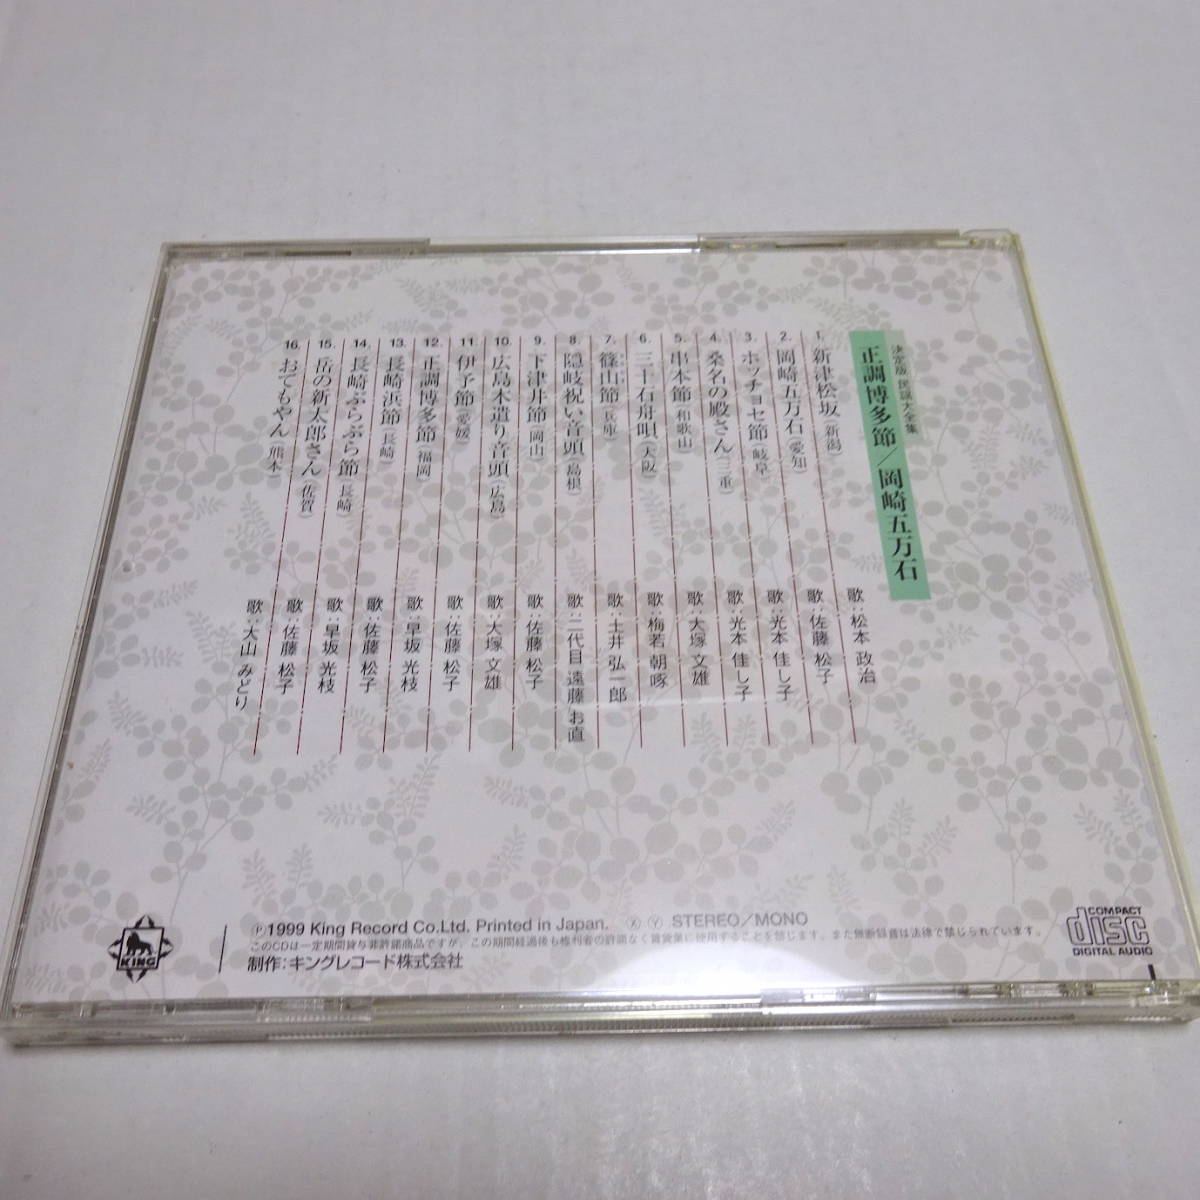 決定版 民謡大全集
正調博多節／岡崎五万石
1. 新津松坂(新潟) 歌:松本 政治
2. 岡崎五万石(愛知) 歌:佐藤 松子
3. ホッチョセ節(岐阜) 歌:光本 佳し子
4. 桑名の殿さん(三重) 歌:光本 佳し子
5. 串本節(和歌山) 歌:大塚 文雄
6. 三十石舟唄(大阪) 歌:梅若 朝啄
7. 篠山節(兵庫) 歌:土井 弘一郎
8. 隠岐祝い音頭(島根) 歌:二代目 遠藤 お直
9. 下津井節(岡山) 歌:佐藤 松子
10. 広島木遣り音頭(広島) 歌:大塚 文雄
11. 伊予節(愛媛) 歌:佐藤 松子
12. 正調博多節(福岡) 歌:早坂 光枝
13. 長崎浜節(長崎) 歌:佐藤 松子
14. 長崎ぶらぶら節(長崎) 歌:早坂 光枝
15. 岳の新太郎さん(佐賀) 歌:佐藤 松子
16. おてもやん(熊本) 歌:大山 みどり
KING
Ⓟ1999 King Record Co.Ltd. Printed in Japan. Ⓧ Ⓨ STEREO／MONO
このCDは一定期間貸与非許諾商品ですが、この期間経過後も権利者の許諾なく賃貸業に使用することを禁じます。また無断録音は法律で禁じられています。
制作:キングレコード株式会社
COMPACT
disc
DIGITAL AUDIO